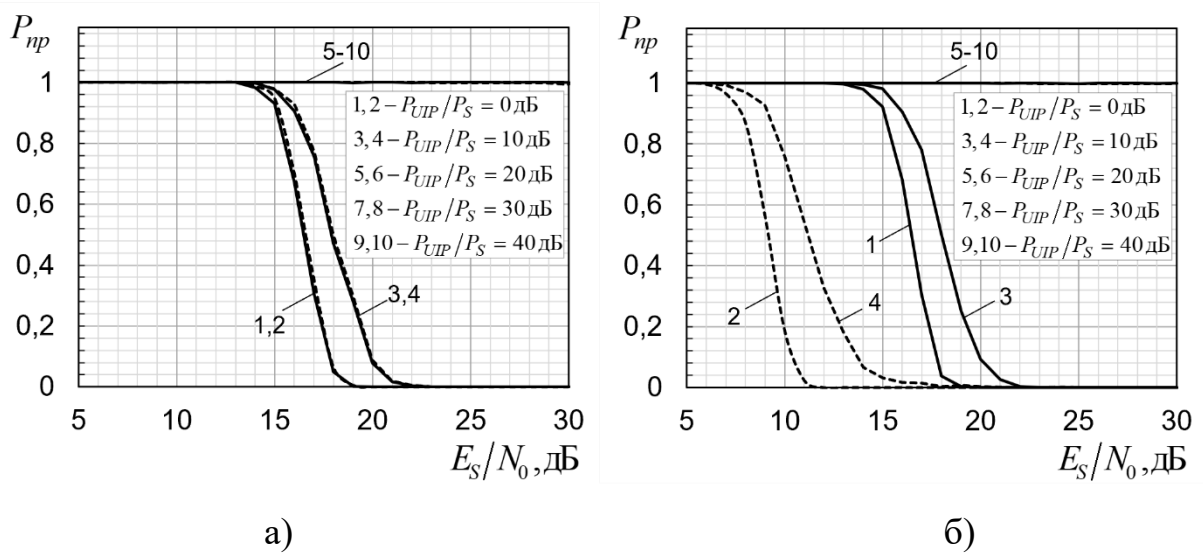 P_пр
5-10
1
0,8
0,6
0,4
0,2
0
1,2 – P_UIP/P_S = 0 дБ
3,4 – P_UIP/P_S = 10 дБ
5,6 – P_UIP/P_S = 20 дБ
7,8 – P_UIP/P_S = 30 дБ
9,10 – P_UIP/P_S = 40 дБ
1,2
3,4
5 10 15 20 25 30
E_S/N_0, дБ
а)
P_пр
5-10
1
0,8
0,6
0,4
0,2
0
1,2 – P_UIP/P_S = 0 дБ
3,4 – P_UIP/P_S = 10 дБ
5,6 – P_UIP/P_S = 20 дБ
7,8 – P_UIP/P_S = 30 дБ
9,10 – P_UIP/P_S = 40 дБ
1
2
4
3
5 10 15 20 25 30
E_S/N_0, дБ
б)